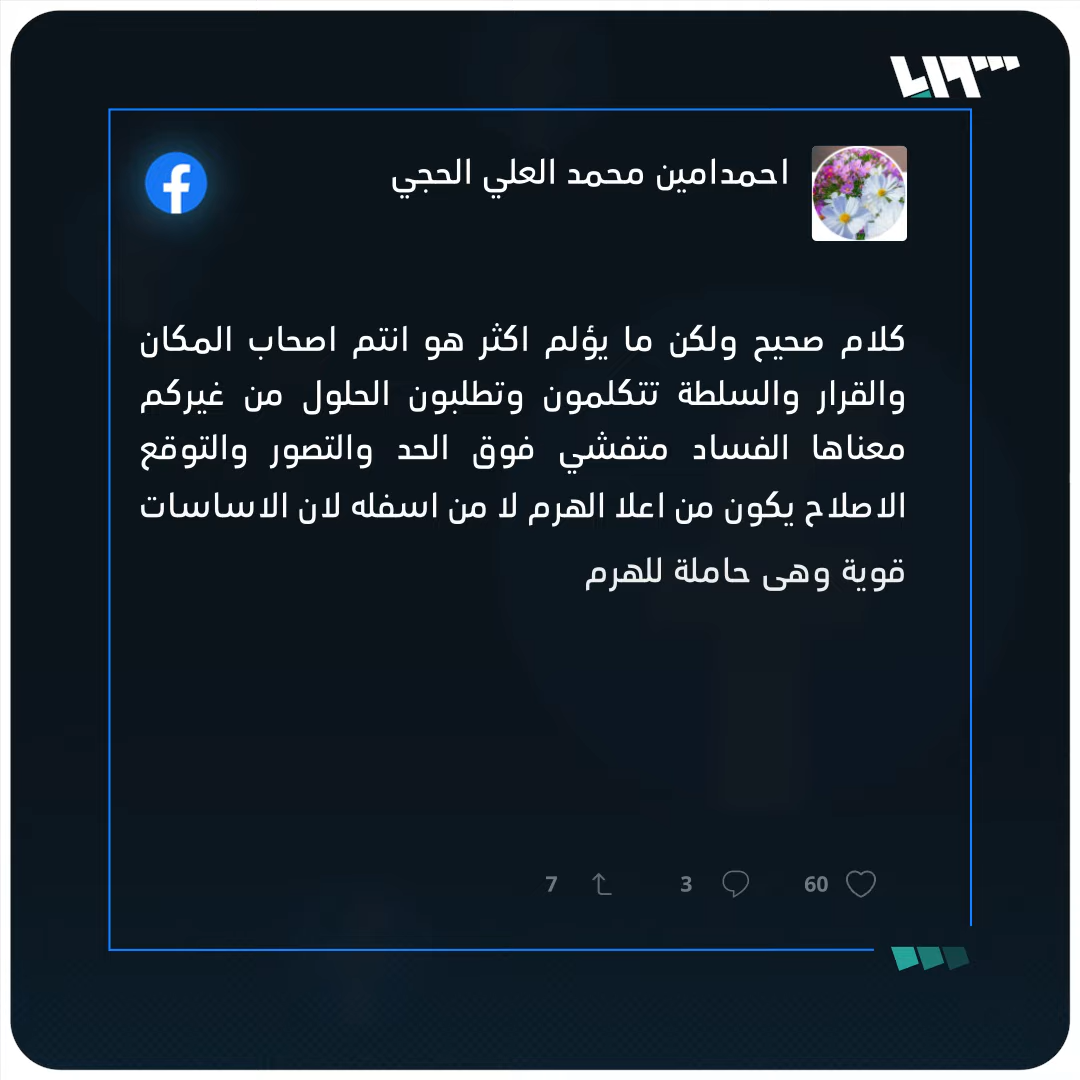 احمدامين محمد العلي الحجي
كلام صحيح ولكن ما يؤلم اكثر هو انتم اصحاب المكان
والقرار والسلطة تتكلمون وتطلبون الحلول من غيركم
معناها الفساد متفشي فوق الحد والتصور والتوقع
الاصلاح يكون من اعلا الهرم لا من اسفله لان الاساسات
قوية وهى حاملة للهرم
60 3 7